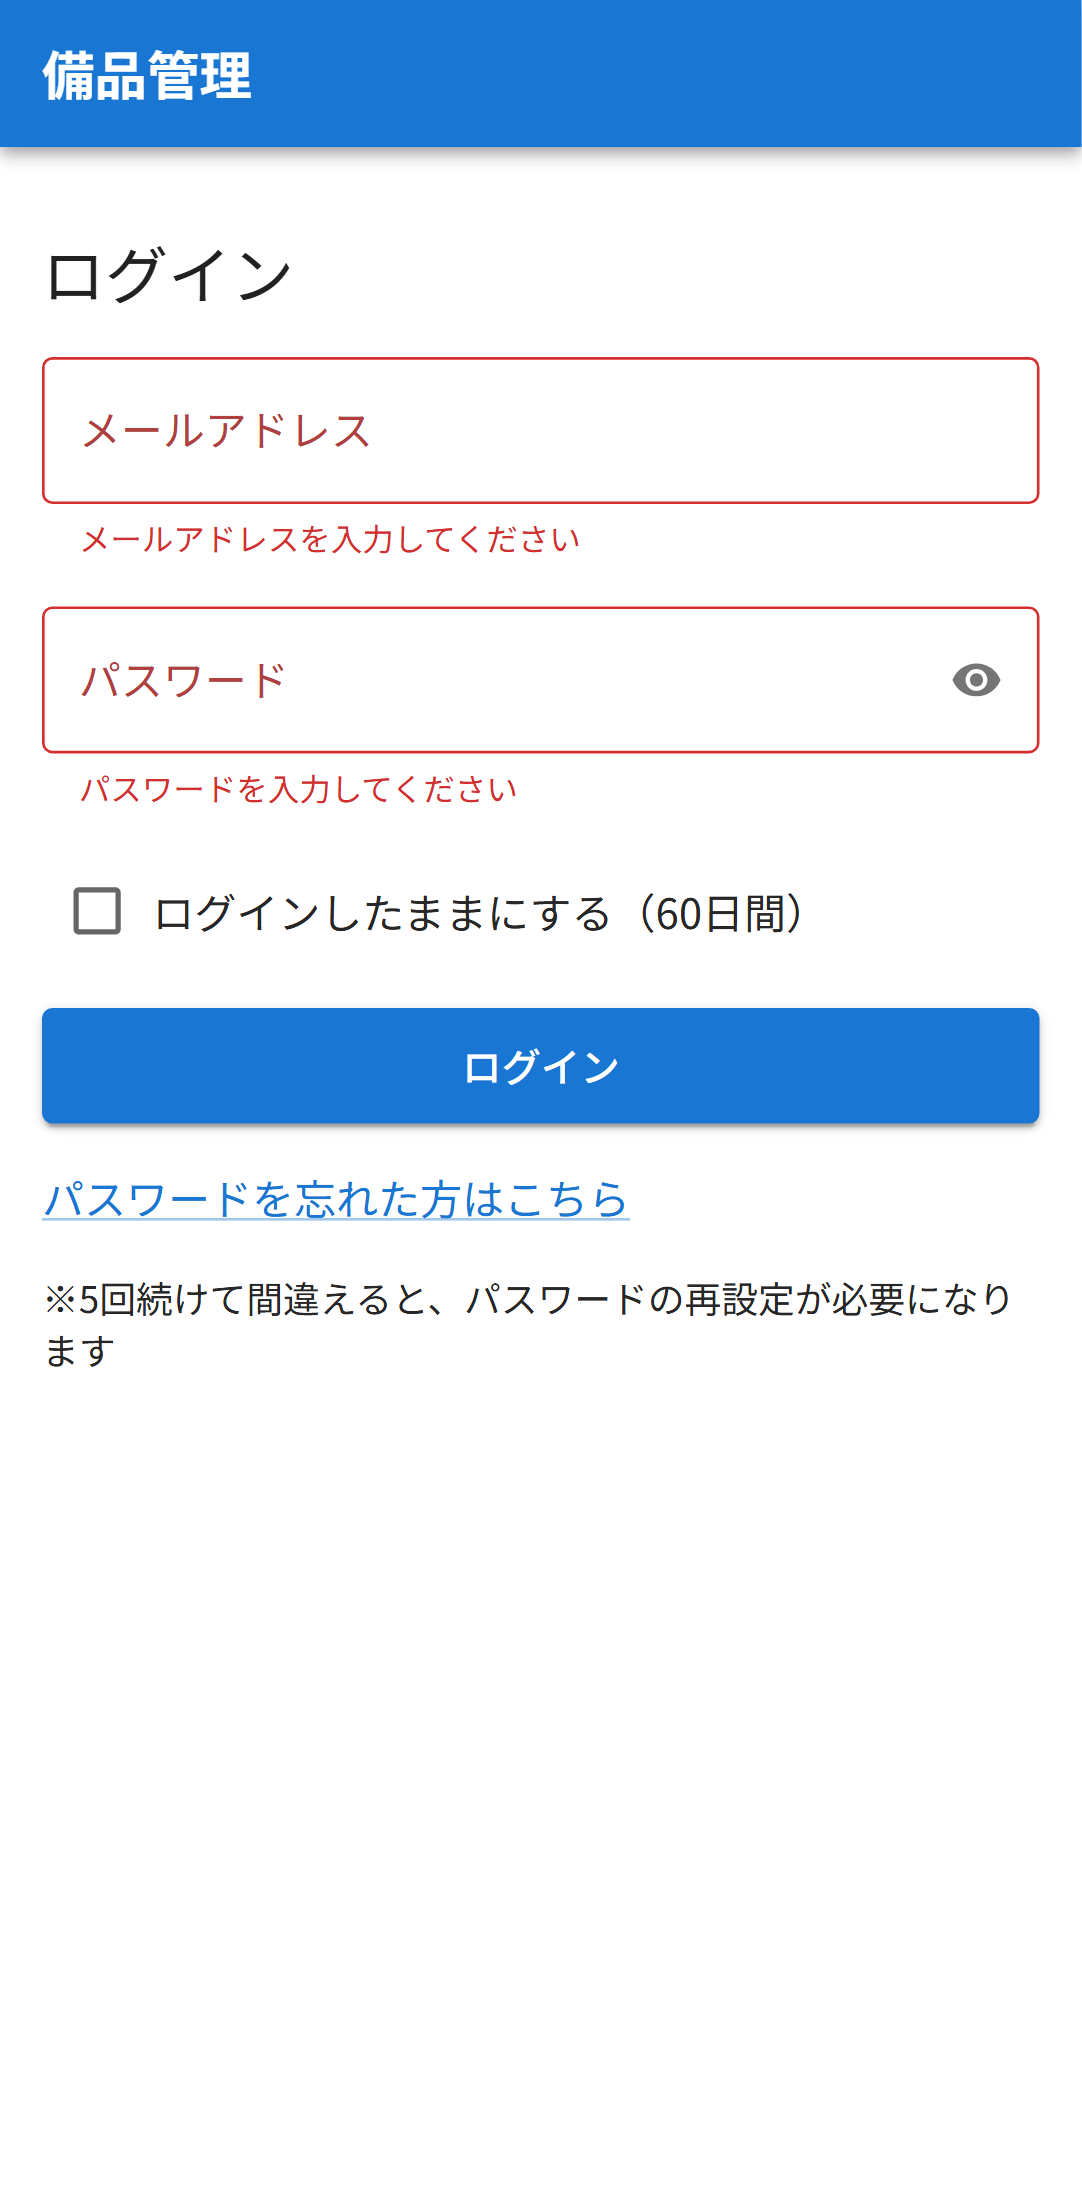 備品管理
ログイン
メールアドレス
メールアドレスを入力してください
パスワード
パスワードを入力してください
ログインしたままにする（60日間）
ログイン
パスワードを忘れた方はこちら
※5回続けて間違えると、パスワードの再設定が必要になり
ます